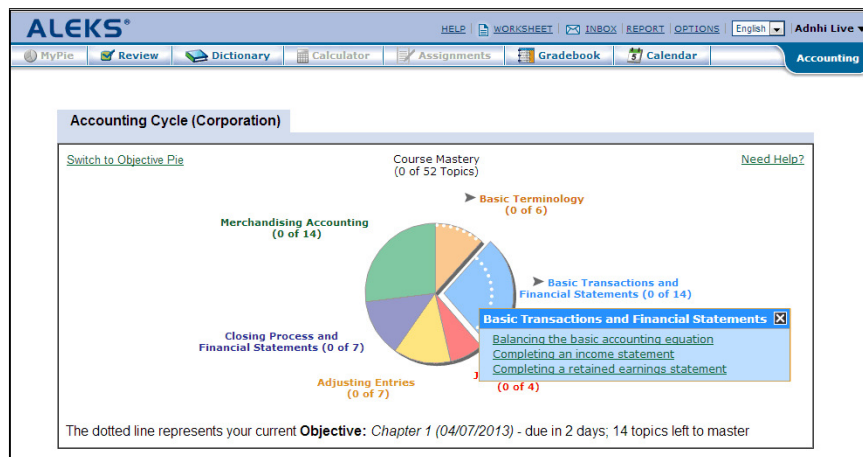 ALEKS®
HELP WORKSHEET INBOX REPORT OPTIONS English Adnhi Live
MyPie Review Dictionary Calculator Assignments Gradebook Calendar Accounting
Accounting Cycle (Corporation)
Switch to Objective Pie
Course Mastery
(0 of 52 Topics)
Need Help?
Basic Terminology
(0 of 6)
Merchandising Accounting
(0 of 14)
Basic Transactions and
Financial Statements (0 of 14)
Basic Transactions and Financial Statements
Balancing the basic accounting equation
Completing an income statement
Completing a retained earnings statement
Closing Process and
Financial Statements (0 of 7)
Adjusting Entries
(0 of 7)
J
(0 of 4)
The dotted line represents your current Objective: Chapter 1 (04/07/2013) - due in 2 days; 14 topics left to master